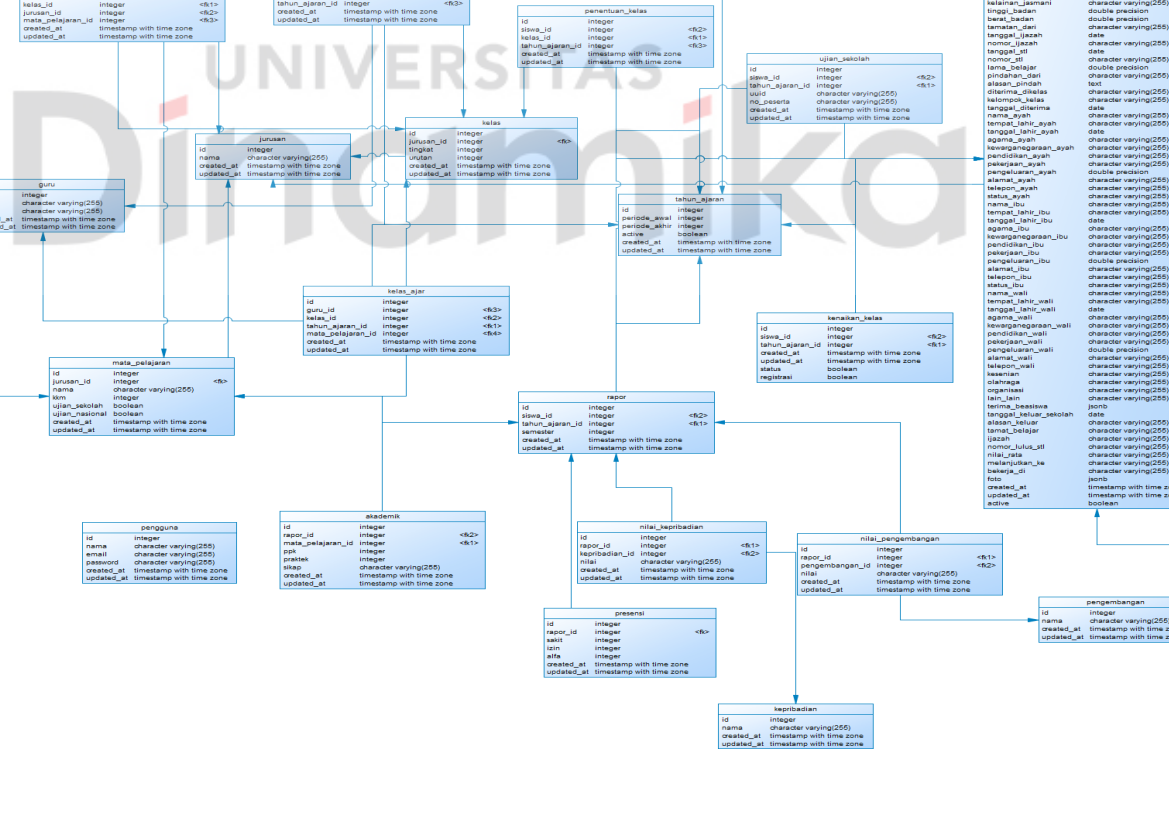 kelas_id integer <fk1>
jurusan_id integer <fk2>
mata_pelajaran_id integer <fk3>
created_at timestamp with time zone
updated_at timestamp with time zone
tahun_ajaran_id integer <fk3>
created_at timestamp with time zone
updated_at timestamp with time zone
penentuan_kelas
id integer
siswa_id integer <fk2>
kelas_id integer <fk1>
tahun_ajaran_id integer <fk3>
created_at timestamp with time zone
updated_at timestamp with time zone
ujian_sekolah
id integer
siswa_id integer <fk2>
tahun_ajaran_id integer <fk1>
uuid character varying(255)
no_peserta character varying(255)
created_at timestamp with time zone
updated_at timestamp with time zone
UNIVERSITAS
Dinamika
kelas
id integer
jurusan_id integer <fk>
tingkat integer
urutan integer
created_at timestamp with time zone
updated_at timestamp with time zone
jurusan
id integer
nama character varying(255)
created_at timestamp with time zone
updated_at timestamp with time zone
guru
integer
character varying(255)
character varying(255)
_at timestamp with time zone
d_at timestamp with time zone
tahun_ajaran
id integer
periode_awal integer
periode_akhir integer
active boolean
created_at timestamp with time zone
updated_at timestamp with time zone
kelas_ajar
id integer
guru_id integer <fk3>
kelas_id integer <fk2>
tahun_ajaran_id integer <fk1>
mata_pelajaran_id integer <fk4>
created_at timestamp with time zone
updated_at timestamp with time zone
kenaikan_kelas
id integer
siswa_id integer <fk2>
tahun_ajaran_id integer <fk1>
created_at timestamp with time zone
updated_at timestamp with time zone
status boolean
registrasi boolean
mata_pelajaran
id integer
jurusan_id integer <fk>
nama character varying(255)
kkm integer
ujian_sekolah boolean
ujian_nasional boolean
created_at timestamp with time zone
updated_at timestamp with time zone
rapor
id integer
siswa_id integer <fk2>
tahun_ajaran_id integer <fk1>
semester integer
created_at timestamp with time zone
updated_at timestamp with time zone
kelainan_jasmani character varying(255)
tinggi_badan double precision
berat_badan double precision
tamatan_dari character varying(255)
tanggal_ijazah date
nomor_ijazah character varying(255)
tanggal_stl date
nomor_stl character varying(255)
lama_belajar double precision
pindahan_dari character varying(255)
alasan_pindah text
diterima_dikelas character varying(255)
kelompok_kelas character varying(255)
tanggal_diterima date
nama_ayah character varying(255)
tempat_lahir_ayah character varying(255)
tanggal_lahir_ayah date
agama_ayah character varying(255)
kewarganegaraan_ayah character varying(255)
pendidikan_ayah character varying(255)
pekerjaan_ayah character varying(255)
pengeluaran_ayah double precision
alamat_ayah character varying(255)
telepon_ayah character varying(255)
status_ayah character varying(255)
nama_ibu character varying(255)
tempat_lahir_ibu character varying(255)
tanggal_lahir_ibu date
agama_ibu character varying(255)
kewarganegaraan_ibu character varying(255)
pendidikan_ibu character varying(255)
pekerjaan_ibu character varying(255)
pengeluaran_ibu double precision
alamat_ibu character varying(255)
telepon_ibu character varying(255)
status_ibu character varying(255)
nama_wali character varying(255)
tempat_lahir_wali character varying(255)
tanggal_lahir_wali date
agama_wali character varying(255)
kewarganegaraan_wali character varying(255)
pendidikan_wali character varying(255)
pekerjaan_wali character varying(255)
pengeluaran_wali double precision
alamat_wali character varying(255)
telepon_wali character varying(255)
kesenian character varying(255)
olahraga character varying(255)
organisasi character varying(255)
lain_lain character varying(255)
terima_beasiswa jsonb
tanggal_keluar_sekolah date
alasan_keluar character varying(255)
tamat_belajar character varying(255)
ijazah character varying(255)
nomor_lulus_stl character varying(255)
nilai_rata character varying(255)
melanjutkan_ke character varying(255)
bekerja_di character varying(255)
foto jsonb
created_at timestamp with time z
updated_at timestamp with time z
active boolean
pengguna
id integer
nama character varying(255)
email character varying(255)
password character varying(255)
created_at timestamp with time zone
updated_at timestamp with time zone
akademik
id integer
rapor_id integer <fk2>
mata_pelajaran_id integer <fk1>
ppk integer
praktek integer
sikap character varying(255)
created_at timestamp with time zone
updated_at timestamp with time zone
nilai_kepribadian
id integer
rapor_id integer <fk1>
kepribadian_id integer <fk2>
nilai character varying(255)
created_at timestamp with time zone
updated_at timestamp with time zone
nilai_pengembangan
id integer
rapor_id integer <fk1>
pengembangan_id integer <fk2>
nilai character varying(255)
created_at timestamp with time zone
updated_at timestamp with time zone
presensi
id integer
rapor_id integer <fk>
sakit integer
izin integer
alfa integer
created_at timestamp with time zone
updated_at timestamp with time zone
pengembangan
id integer
nama character varying(255)
created_at timestamp with time z
updated_at timestamp with time z
kepribadian
id integer
nama character varying(255)
created_at timestamp with time zone
updated_at timestamp with time zone